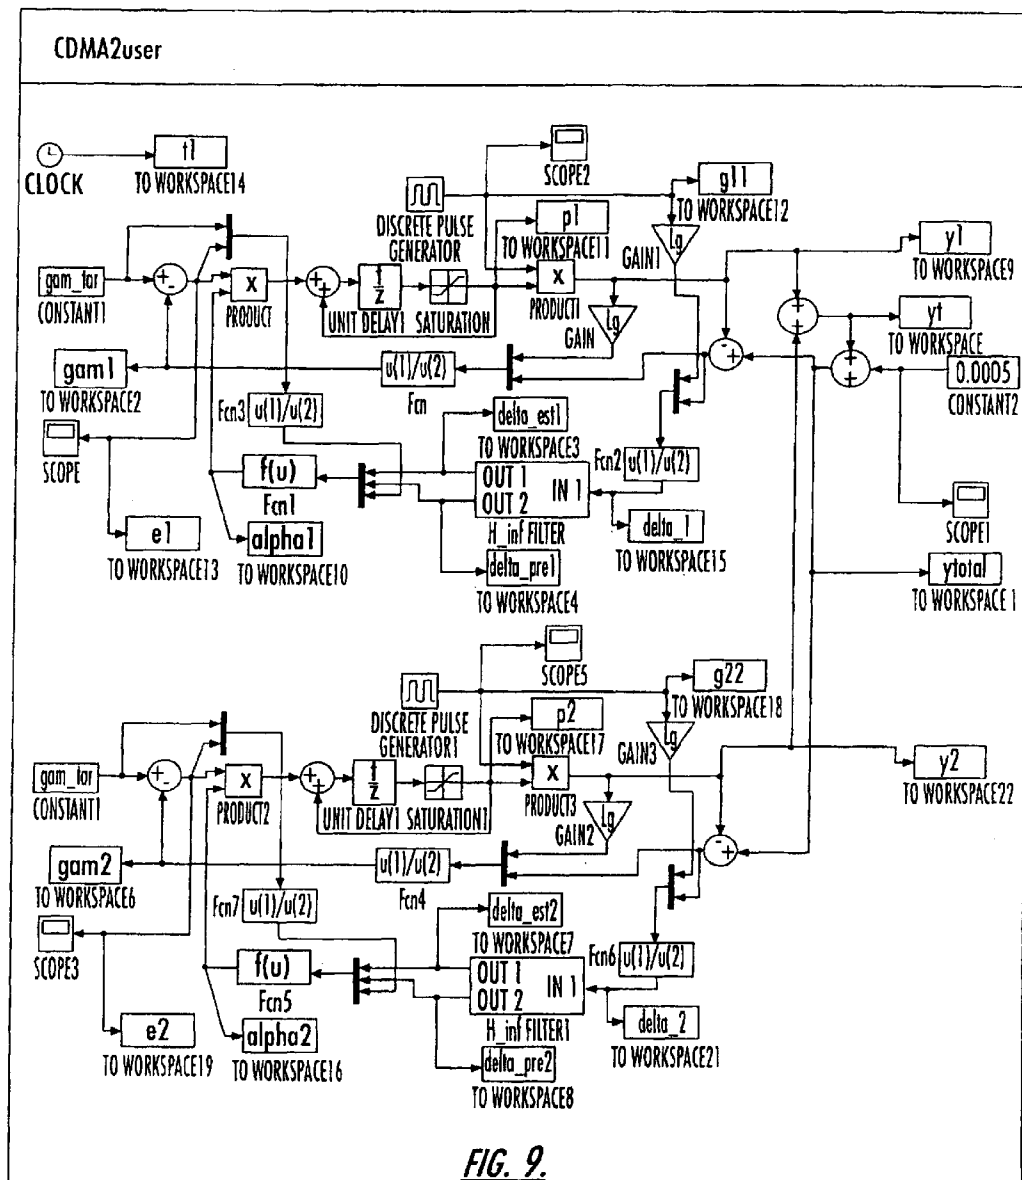 CDMA2user
CLOCK
t1
TO WORKSPACE14
SCOPE2
DISCRETE PULSE
GENERATOR
g11
TO WORKSPACE12
p1
TO WORKSPACE11
Lg
GAIN1
y1
TO WORKSPACE9
gam_tar
CONSTANT1
+
-
X
PRODUCT
+
+
1
z
UNIT DELAY1
SATURATION
X
PRODUCT1
Lg
GAIN
+
+
yt
TO WORKSPACE
+
+
0.0005
CONSTANT2
-
+
gam1
TO WORKSPACE2
u(1)/u(2)
Fcn
Fcn3
u(1)/u(2)
SCOPE
delta_est1
TO WORKSPACE3
Fcn2
u(1)/u(2)
f(u)
Fcn1
OUT 1
OUT 2
IN 1
H_inf FILTER
SCOPE1
e1
TO WORKSPACE13
alpha1
TO WORKSPACE10
delta_1
TO WORKSPACE15
delta_pre1
TO WORKSPACE4
ytotal
TO WORKSPACE 1
SCOPE5
DISCRETE PULSE
GENERATOR1
g22
TO WORKSPACE18
p2
TO WORKSPACE17
Lg
GAIN3
y2
TO WORKSPACE22
gam_tar
CONSTANT1
+
-
X
PRODUCT2
+
+
1
z
UNIT DELAY1
SATURATION1
X
PRODUCT3
Lg
GAIN2
-
+
gam2
TO WORKSPACE6
u(1)/u(2)
Fcn4
Fcn7
u(1)/u(2)
SCOPE3
delta_est2
TO WORKSPACE7
Fcn6
u(1)/u(2)
f(u)
Fcn5
OUT 1
OUT 2
IN 1
H_inf FILTER1
e2
TO WORKSPACE19
alpha2
TO WORKSPACE16
delta_2
TO WORKSPACE21
delta_pre2
TO WORKSPACE8
FIG. 9.